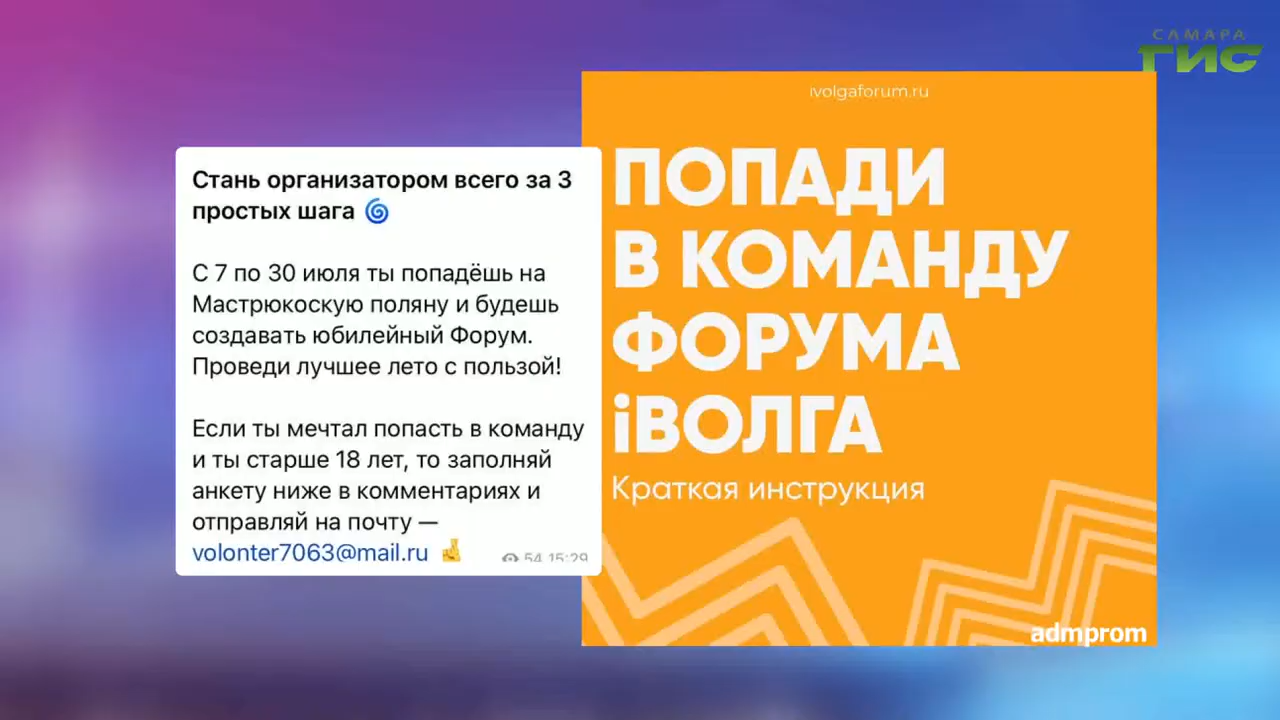 САМАРА
ГИС
ivolgaforum.ru
ПОПАДИ
В КОМАНДУ
ФОРУМА
iВОЛГА
Краткая инструкция
admprom
Стань организатором всего за 3
простых шага
С 7 по 30 июля ты попадёшь на
Мастрюкоскую поляну и будешь
создавать юбилейный Форум.
Проведи лучшее лето с пользой!
Если ты мечтал попасть в команду
и ты старше 18 лет, то заполняй
анкету ниже в комментариях и
отправляй на почту —
volonter7063@mail.ru
54 15:29